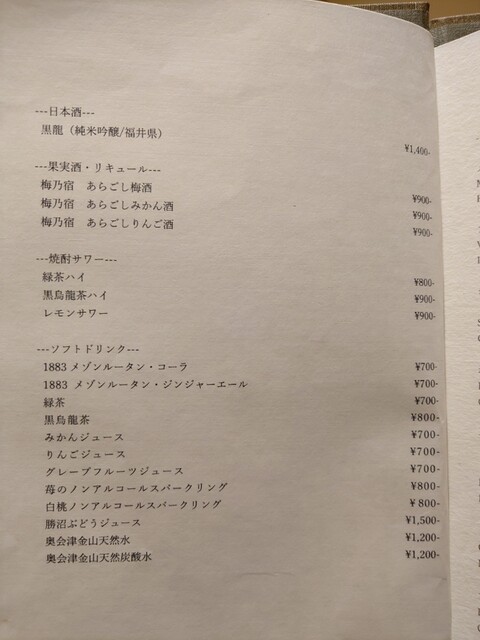 ---日本酒---
黒龍（純米吟醸/福井県）
¥1,400-
---果実酒・リキュール---
梅乃宿　あらごし梅酒 ¥900-
梅乃宿　あらごしみかん酒 ¥900-
梅乃宿　あらごしりんご酒 ¥900-
---焼酎サワー---
緑茶ハイ ¥800-
黒烏龍茶ハイ ¥900-
レモンサワー ¥900-
---ソフトドリンク---
1883 メゾンルータン・コーラ ¥700-
1883 メゾンルータン・ジンジャーエール ¥700-
緑茶 ¥700-
黒烏龍茶 ¥800-
みかんジュース ¥700-
りんごジュース ¥700-
グレープフルーツジュース ¥700-
苺のノンアルコールスパークリング ¥800-
白桃ノンアルコールスパークリング ¥800-
勝沼ぶどうジュース ¥1,500-
奥会津金山天然水 ¥1,200-
奥会津金山天然炭酸水 ¥1,200-